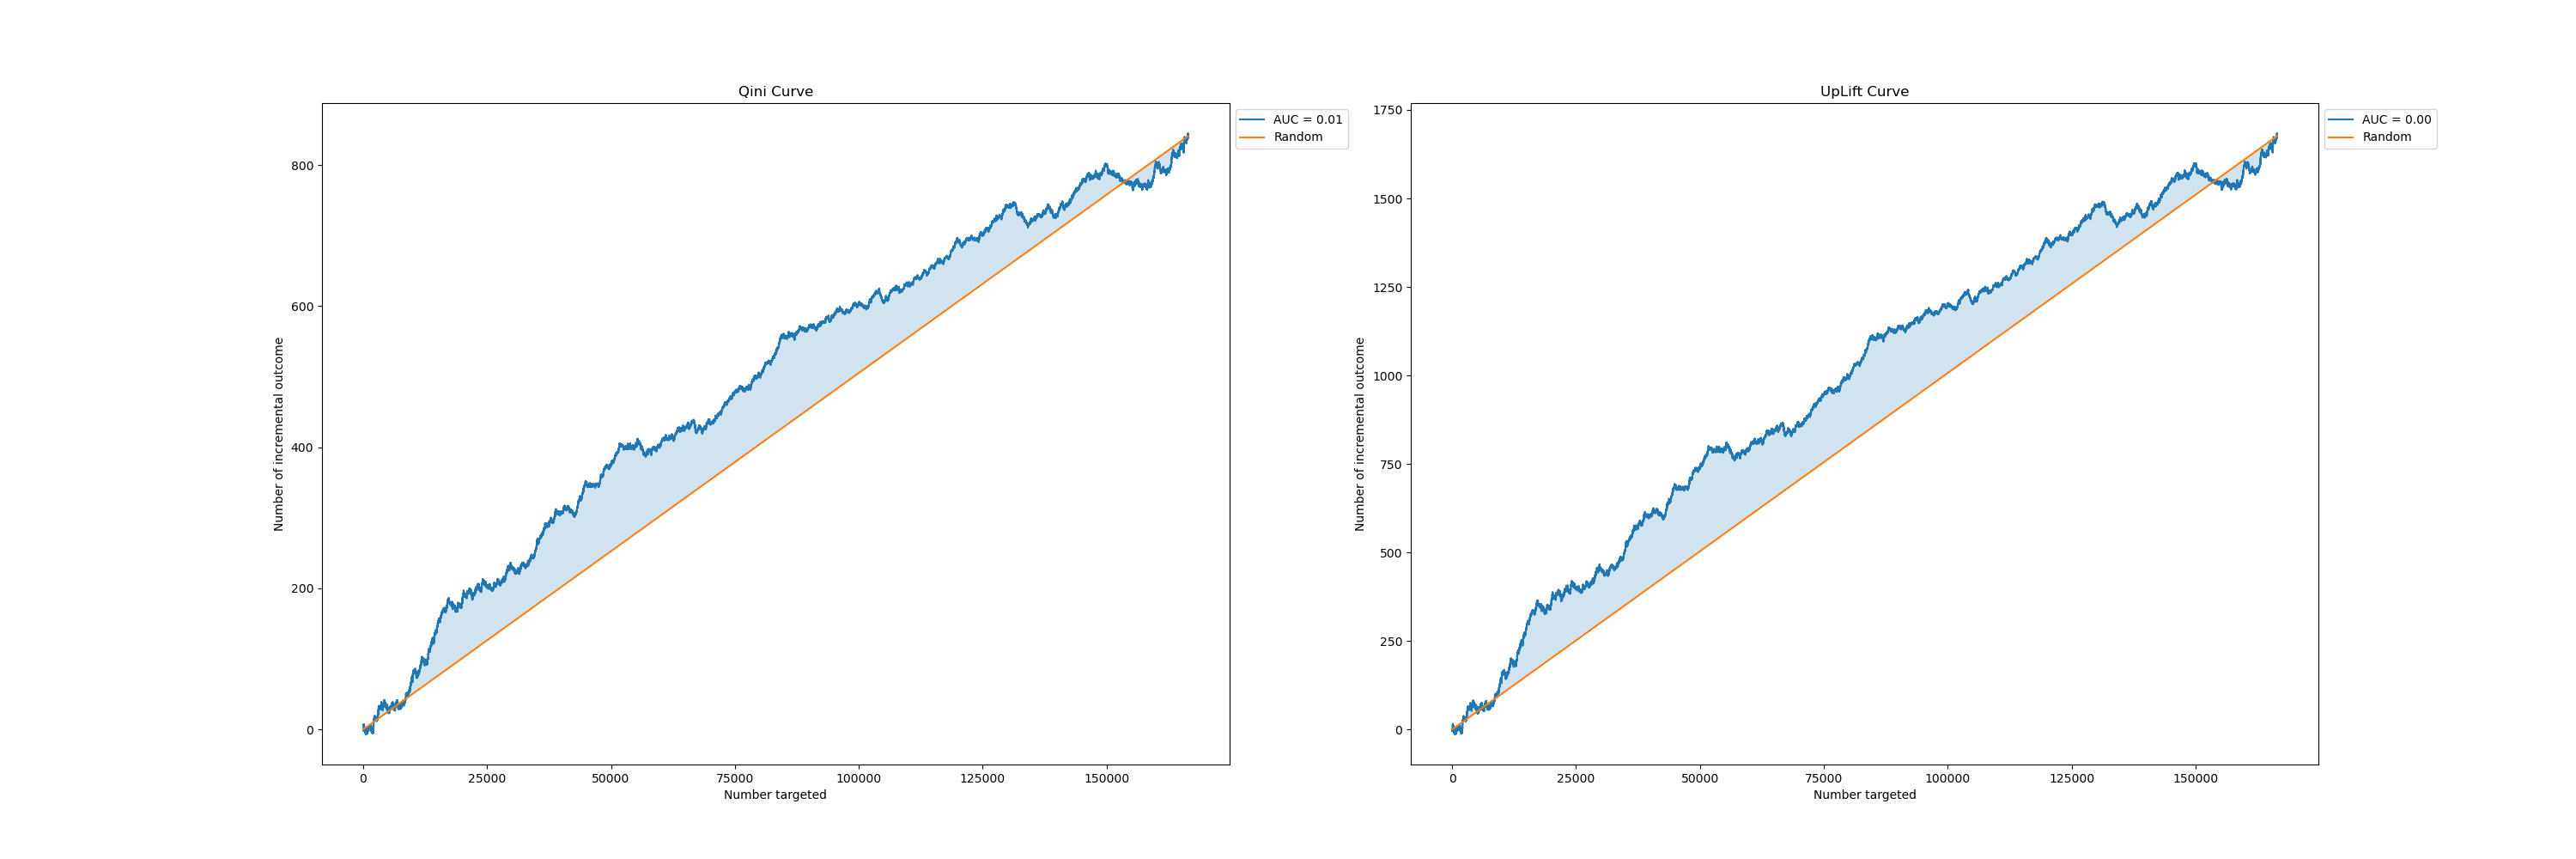 Qini Curve
AUC = 0.01
Random
800
600
400
200
0
Number of incremental outcome
0 25000 50000 75000 100000 125000 150000
Number targeted
UpLift Curve
AUC = 0.00
Random
1750
1500
1250
1000
750
500
250
0
Number of incremental outcome
0 25000 50000 75000 100000 125000 150000
Number targeted